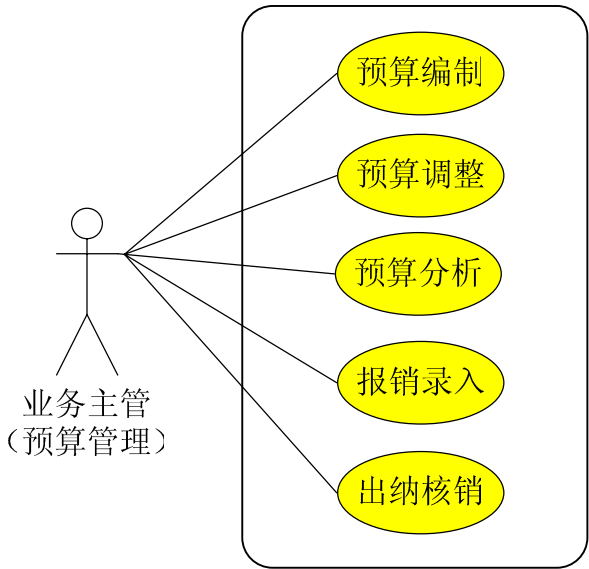 预算编制
预算调整
预算分析
报销录入
出纳核销
业务主管
（预算管理）